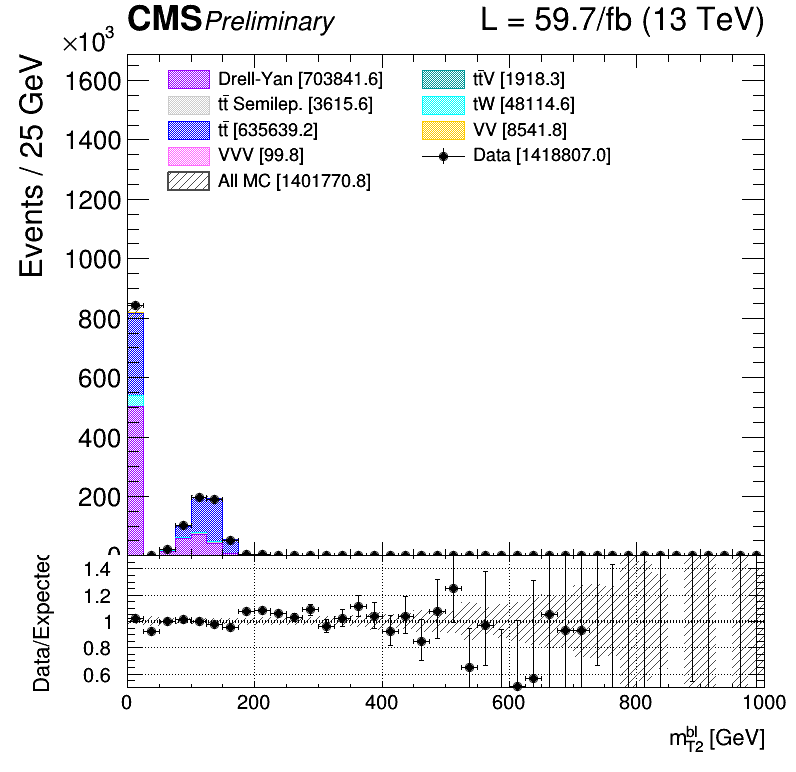 CMS Preliminary L = 59.7/fb (13 TeV)
×10³
Events / 25 GeV
1600
1400
1200
1000
800
600
400
200
0
Drell-Yan [703841.6]
tt̄ Semilep. [3615.6]
tt̄ [635639.2]
VVV [99.8]
All MC [1401770.8]
tt̄V [1918.3]
tW [48114.6]
VV [8541.8]
Data [1418807.0]
Data/Expected
1.4
1.2
1
0.8
0.6
0 200 400 600 800 1000
m_T2^bl [GeV]